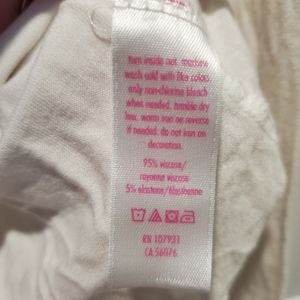 turn inside out. machine
wash cold with like colors.
only non-chlorine bleach
when needed. tumble dry
low. warm iron on reverse
if needed. do not iron on
decoration.
95% viscose/
rayonne viscose
5% elastane/élasthanne
RN 107931
CA 56076